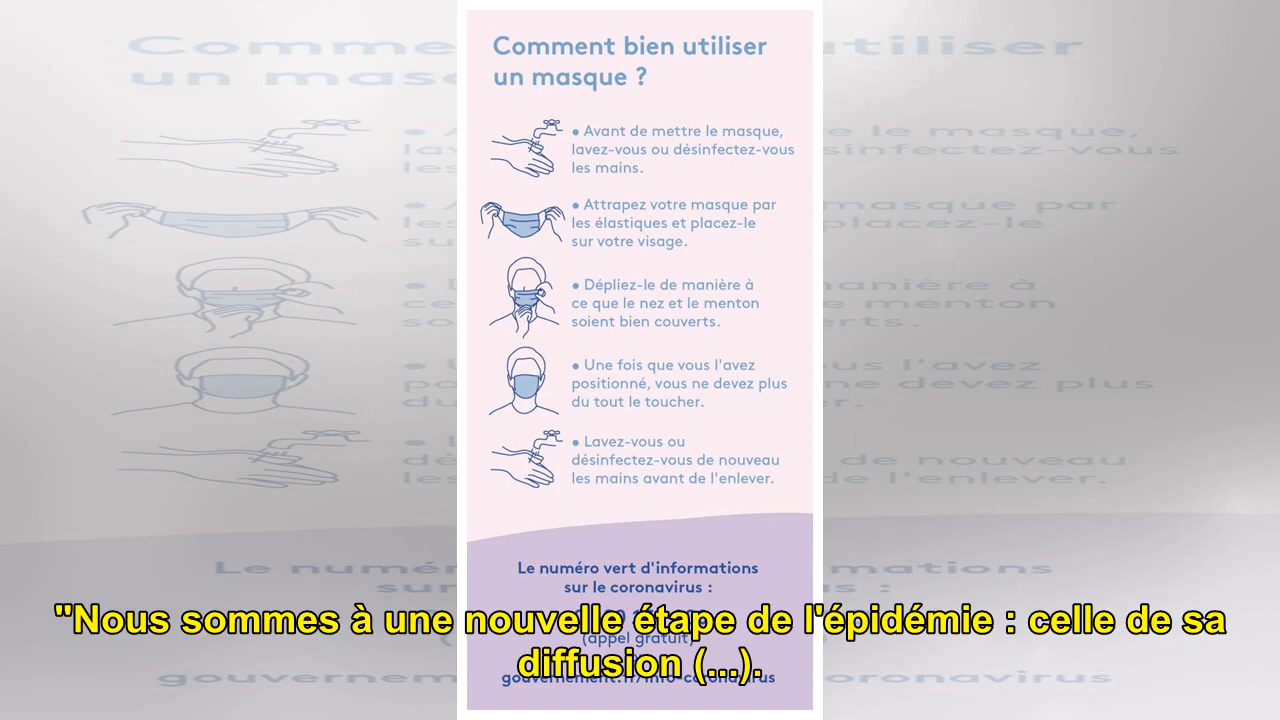 Comment bien utiliser
un masque ?
• Avant de mettre le masque,
lavez-vous ou désinfectez-vous
les mains.
• Attrapez votre masque par
les élastiques et placez-le
sur votre visage.
• Dépliez-le de manière à
ce que le nez et le menton
soient bien couverts.
• Une fois que vous l'avez
positionné, vous ne devez plus
du tout le toucher.
• Lavez-vous ou
désinfectez-vous de nouveau
les mains avant de l'enlever.
Le numéro vert d'informations
sur le coronavirus :
"Nous sommes à une nouvelle étape de l'épidémie : celle de sa
(appel gratuit)
diffusion (...).
gouvernement.fr/info-coronavirus